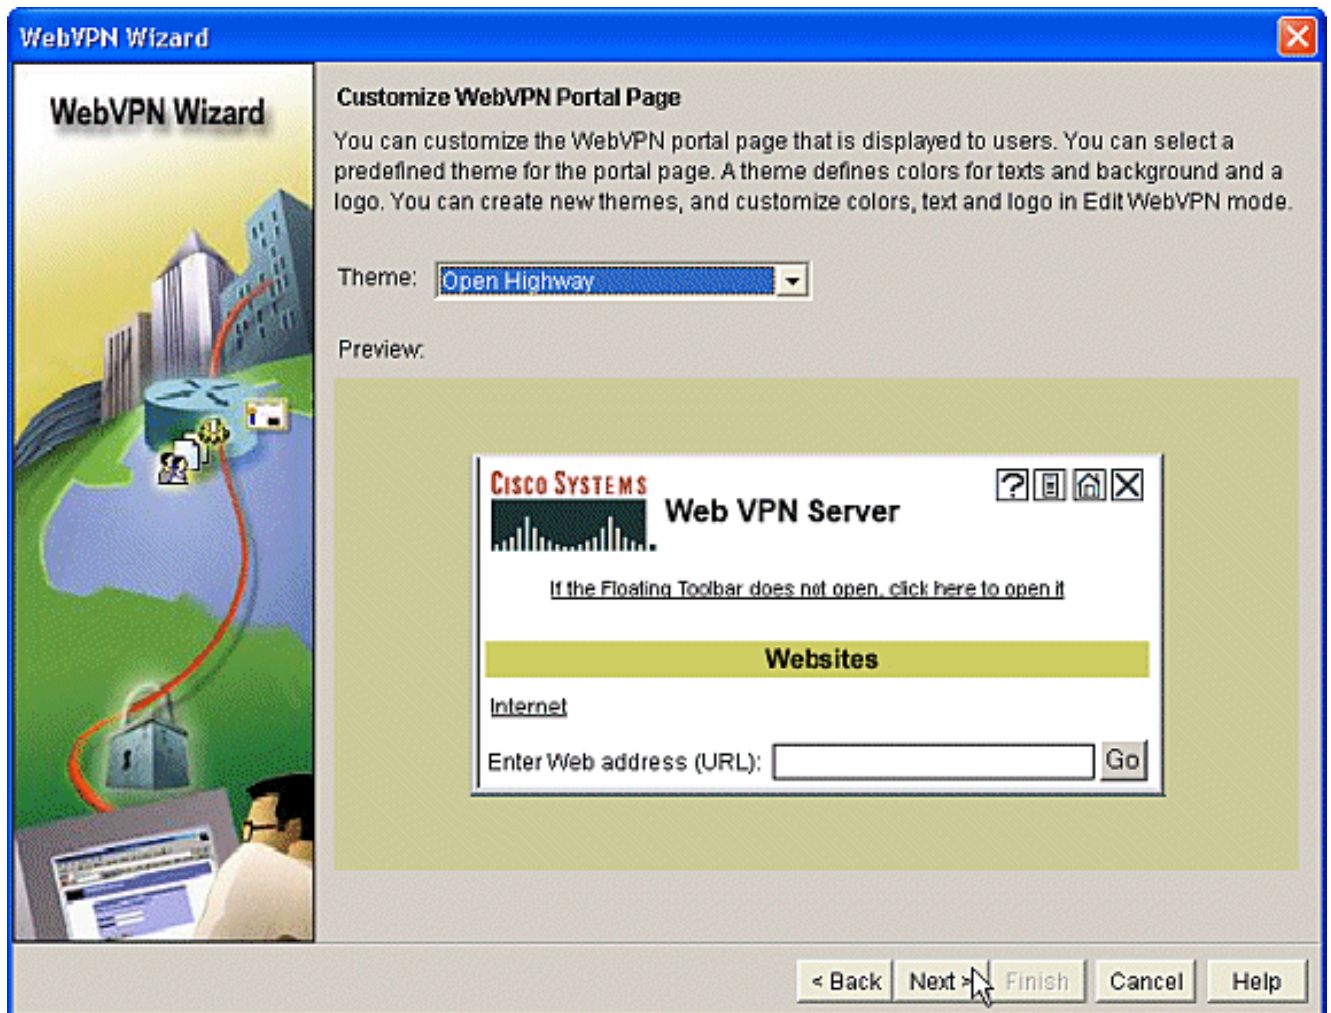 WebVPN Wizard
WebVPN Wizard
Customize WebVPN Portal Page
You can customize the WebVPN portal page that is displayed to users. You can select a
predefined theme for the portal page. A theme defines colors for texts and background and a
logo. You can create new themes, and customize colors, text and logo in Edit WebVPN mode.
Theme: Open Highway
Preview:
CISCO SYSTEMS
Web VPN Server
?
If the Floating Toolbar does not open, click here to open it
Websites
Internet
Enter Web address (URL): Go
< Back Next > Finish Cancel Help